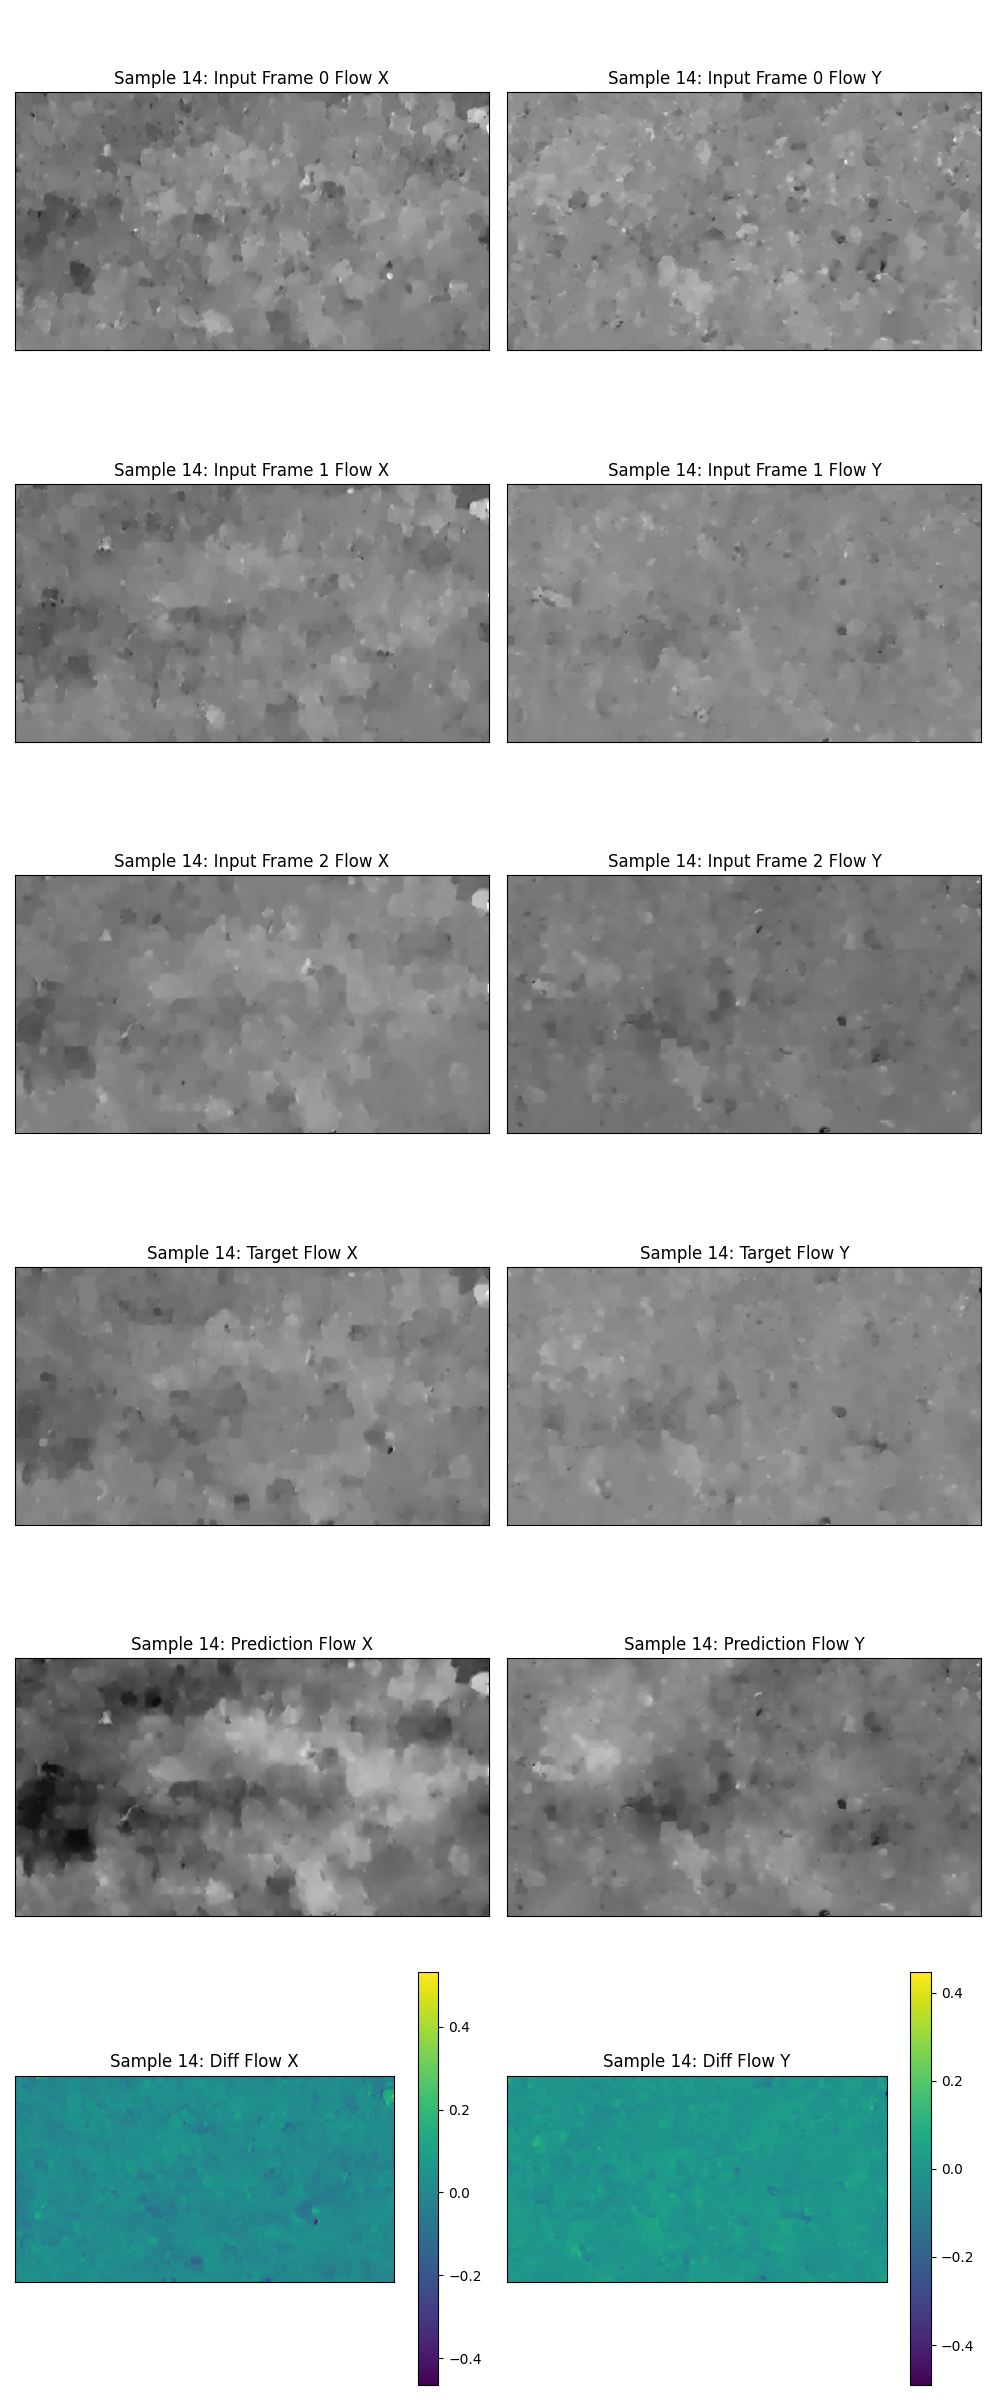 Sample 14: Input Frame 0 Flow X
Sample 14: Input Frame 0 Flow Y
Sample 14: Input Frame 1 Flow X
Sample 14: Input Frame 1 Flow Y
Sample 14: Input Frame 2 Flow X
Sample 14: Input Frame 2 Flow Y
Sample 14: Target Flow X
Sample 14: Target Flow Y
Sample 14: Prediction Flow X
Sample 14: Prediction Flow Y
Sample 14: Diff Flow X
0.4
0.2
0.0
−0.2
−0.4
Sample 14: Diff Flow Y
0.4
0.2
0.0
−0.2
−0.4